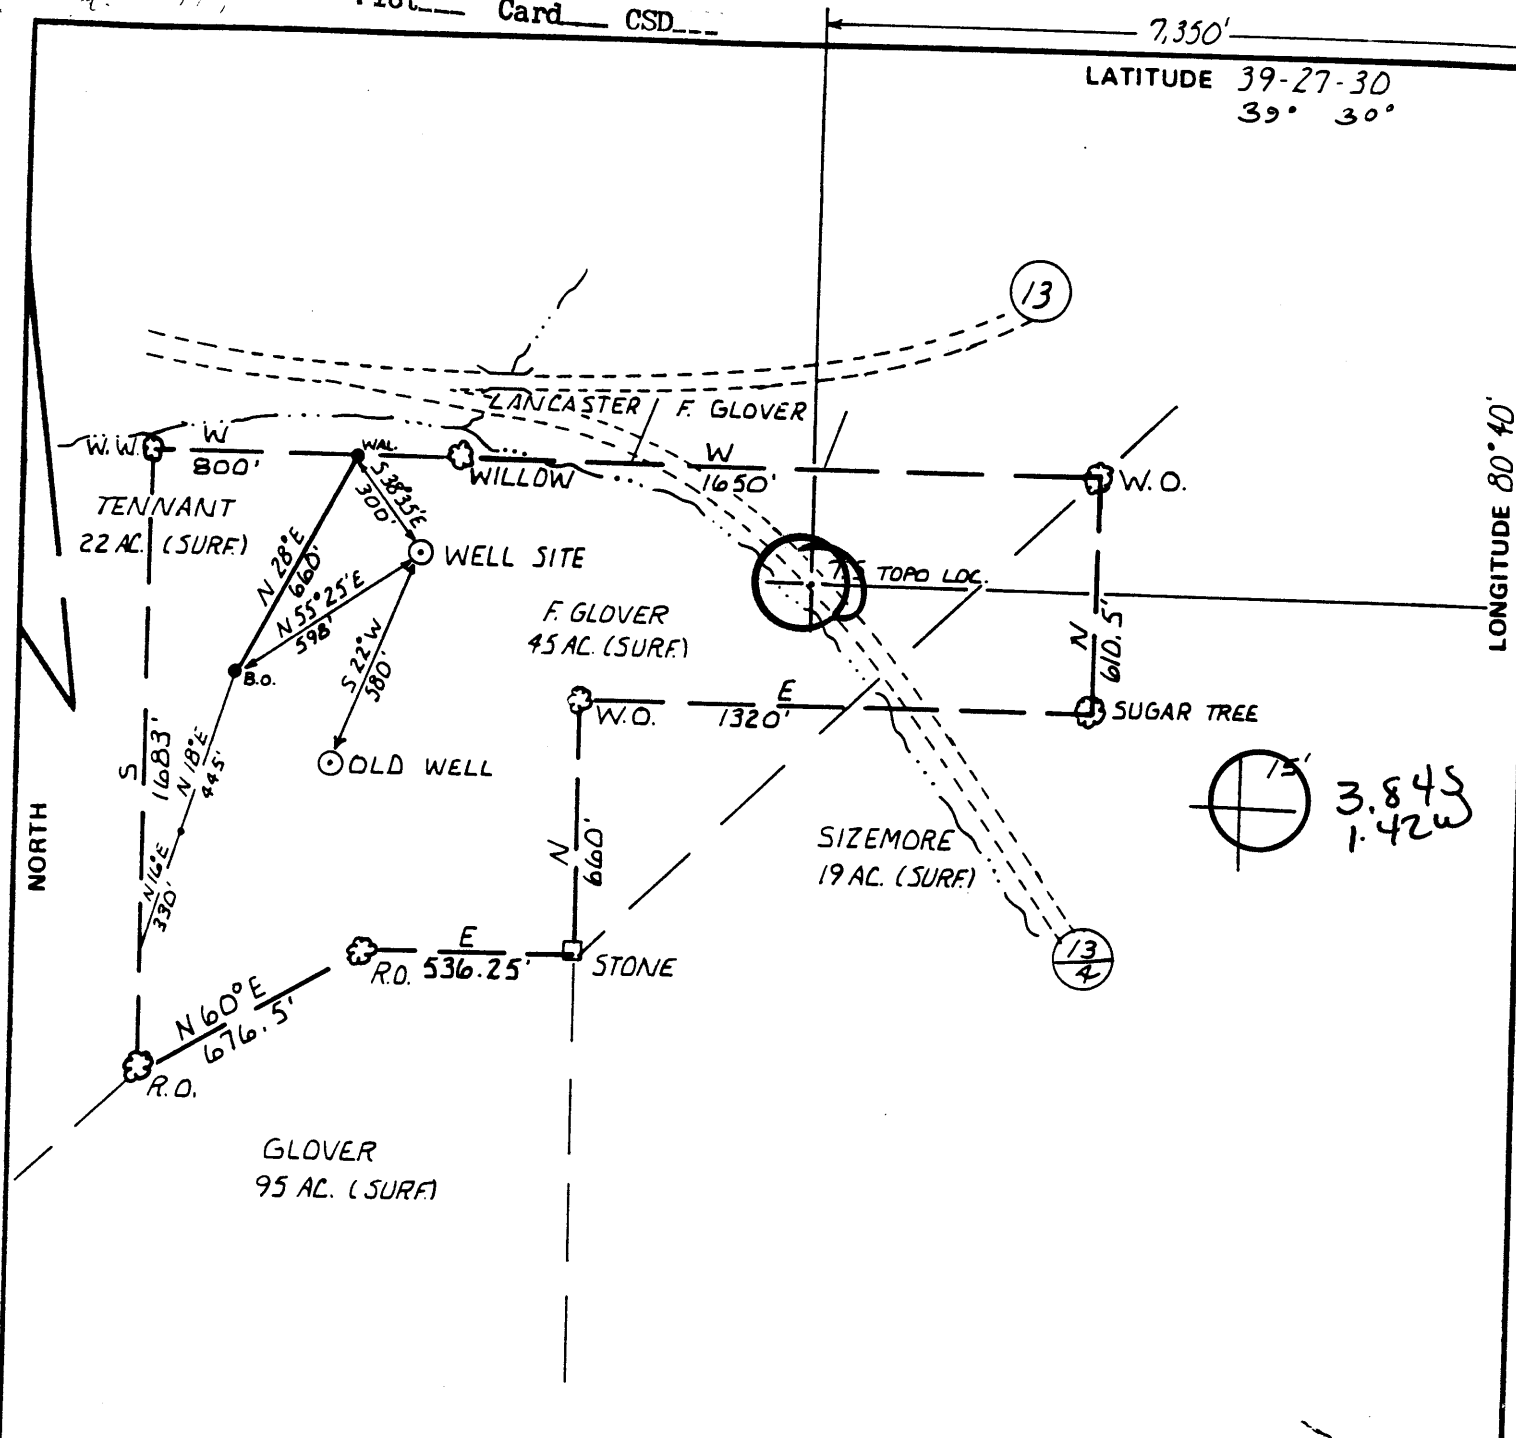 Card___ CSD___
7,350'
LATITUDE 39-27-30
39° 30°
13
LANCASTER
F. GLOVER
W.W.
W
800'
WAL.
WILLOW
W
1650'
W.O.
TENNANT
22 AC. (SURF.)
S 38°35'E
300'
WELL SITE
N 28°E
660'
N 55°25'E
598'
S 22°W
580'
B.O.
OLD WELL
F. GLOVER
45 AC. (SURF.)
TOPO LOC.
LONGITUDE 80°40'
N
610.5'
W.O.
E
1320'
SUGAR TREE
S
1683'
N 18°E
445'
N 16°E
330'
NORTH
N
660'
15'
3.84S
1.42W
SIZEMORE
19 AC. (SURF.)
13
4
R.O.
E
536.25'
STONE
N 60°E
676.5'
R.O.
GLOVER
95 AC. (SURF.)